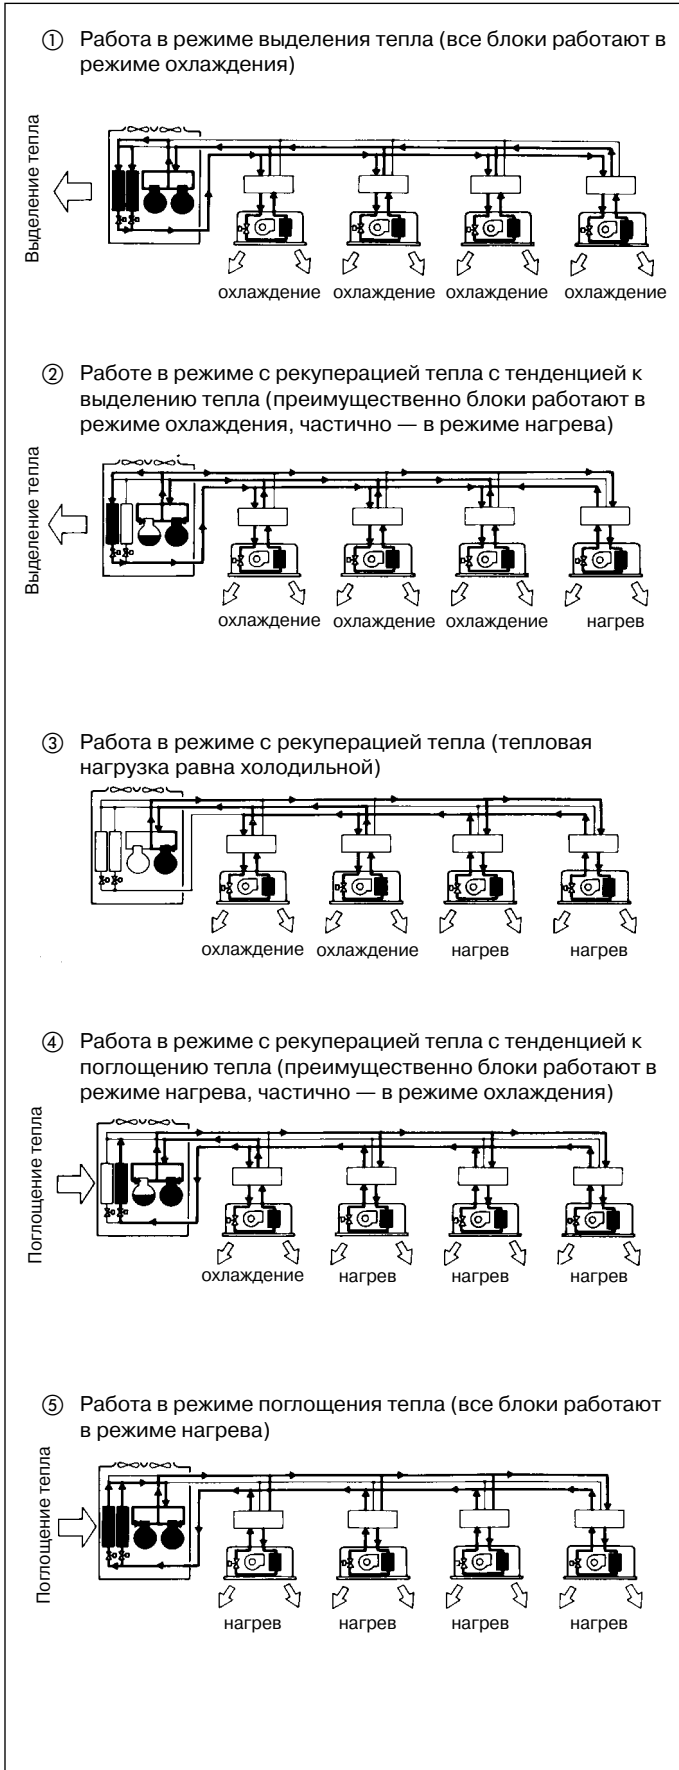 ① Работа в режиме выделения тепла (все блоки работают в
режиме охлаждения)
Выделение тепла
охлаждение охлаждение охлаждение охлаждение
② Работе в режиме с рекуперацией тепла с тенденцией к
выделению тепла (преимущественно блоки работают в
режиме охлаждения, частично — в режиме нагрева)
Выделение тепла
охлаждение охлаждение охлаждение нагрев
③ Работа в режиме с рекуперацией тепла (тепловая
нагрузка равна холодильной)
охлаждение охлаждение нагрев нагрев
④ Работа в режиме с рекуперацией тепла с тенденцией к
поглощению тепла (преимущественно блоки работают в
режиме нагрева, частично — в режиме охлаждения)
Поглощение тепла
охлаждение нагрев нагрев нагрев
⑤ Работа в режиме поглощения тепла (все блоки работают
в режиме нагрева)
Поглощение тепла
нагрев нагрев нагрев нагрев